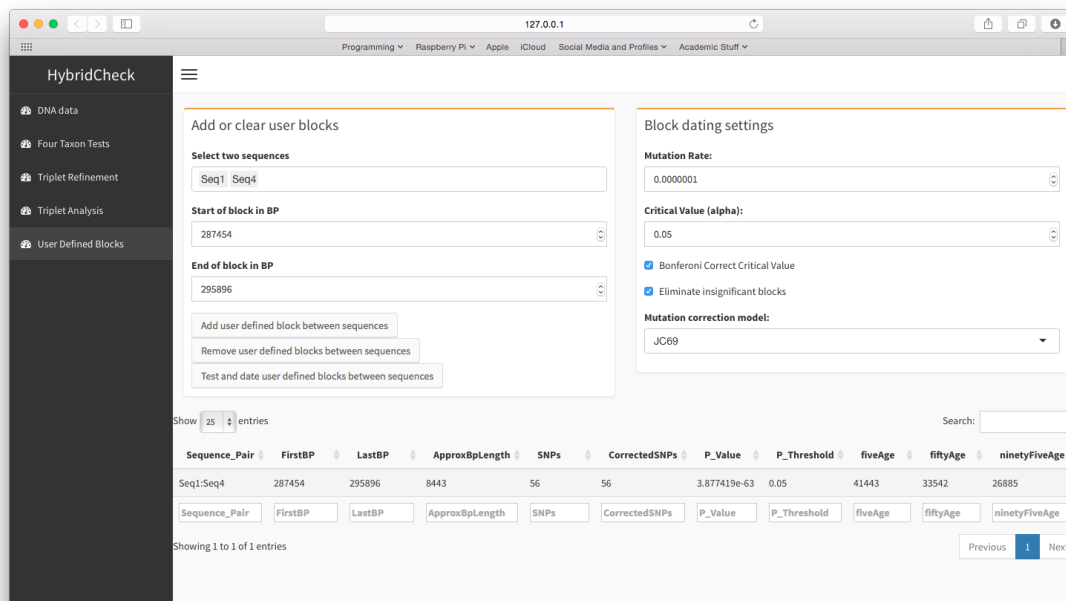 127.0.0.1
Programming Raspberry Pi Apple iCloud Social Media and Profiles Academic Stuff
HybridCheck
DNA data
Four Taxon Tests
Triplet Refinement
Triplet Analysis
User Defined Blocks
Add or clear user blocks
Select two sequences
Seq1 Seq4
Start of block in BP
287454
End of block in BP
295896
Add user defined block between sequences
Remove user defined blocks between sequences
Test and date user defined blocks between sequences
Block dating settings
Mutation Rate:
0.0000001
Critical Value (alpha):
0.05
Bonferoni Correct Critical Value
Eliminate insignificant blocks
Mutation correction model:
JC69
Show 25 entries
Search:
Sequence_Pair FirstBP LastBP ApproxBpLength SNPs CorrectedSNPs P_Value P_Threshold fiveAge fiftyAge ninetyFiveAge
Seq1:Seq4 287454 295896 8443 56 56 3.877419e-63 0.05 41443 33542 26885
Sequence_Pair FirstBP LastBP ApproxBpLength SNPs CorrectedSNPs P_Value P_Threshold fiveAge fiftyAge ninetyFiveAge
Showing 1 to 1 of 1 entries
Previous 1 Next